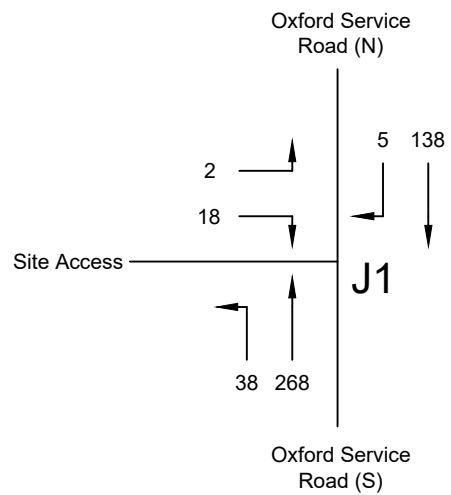 Oxford Service
Road (N)
5 138
2
18
Site Access
J1
38 268
Oxford Service
Road (S)